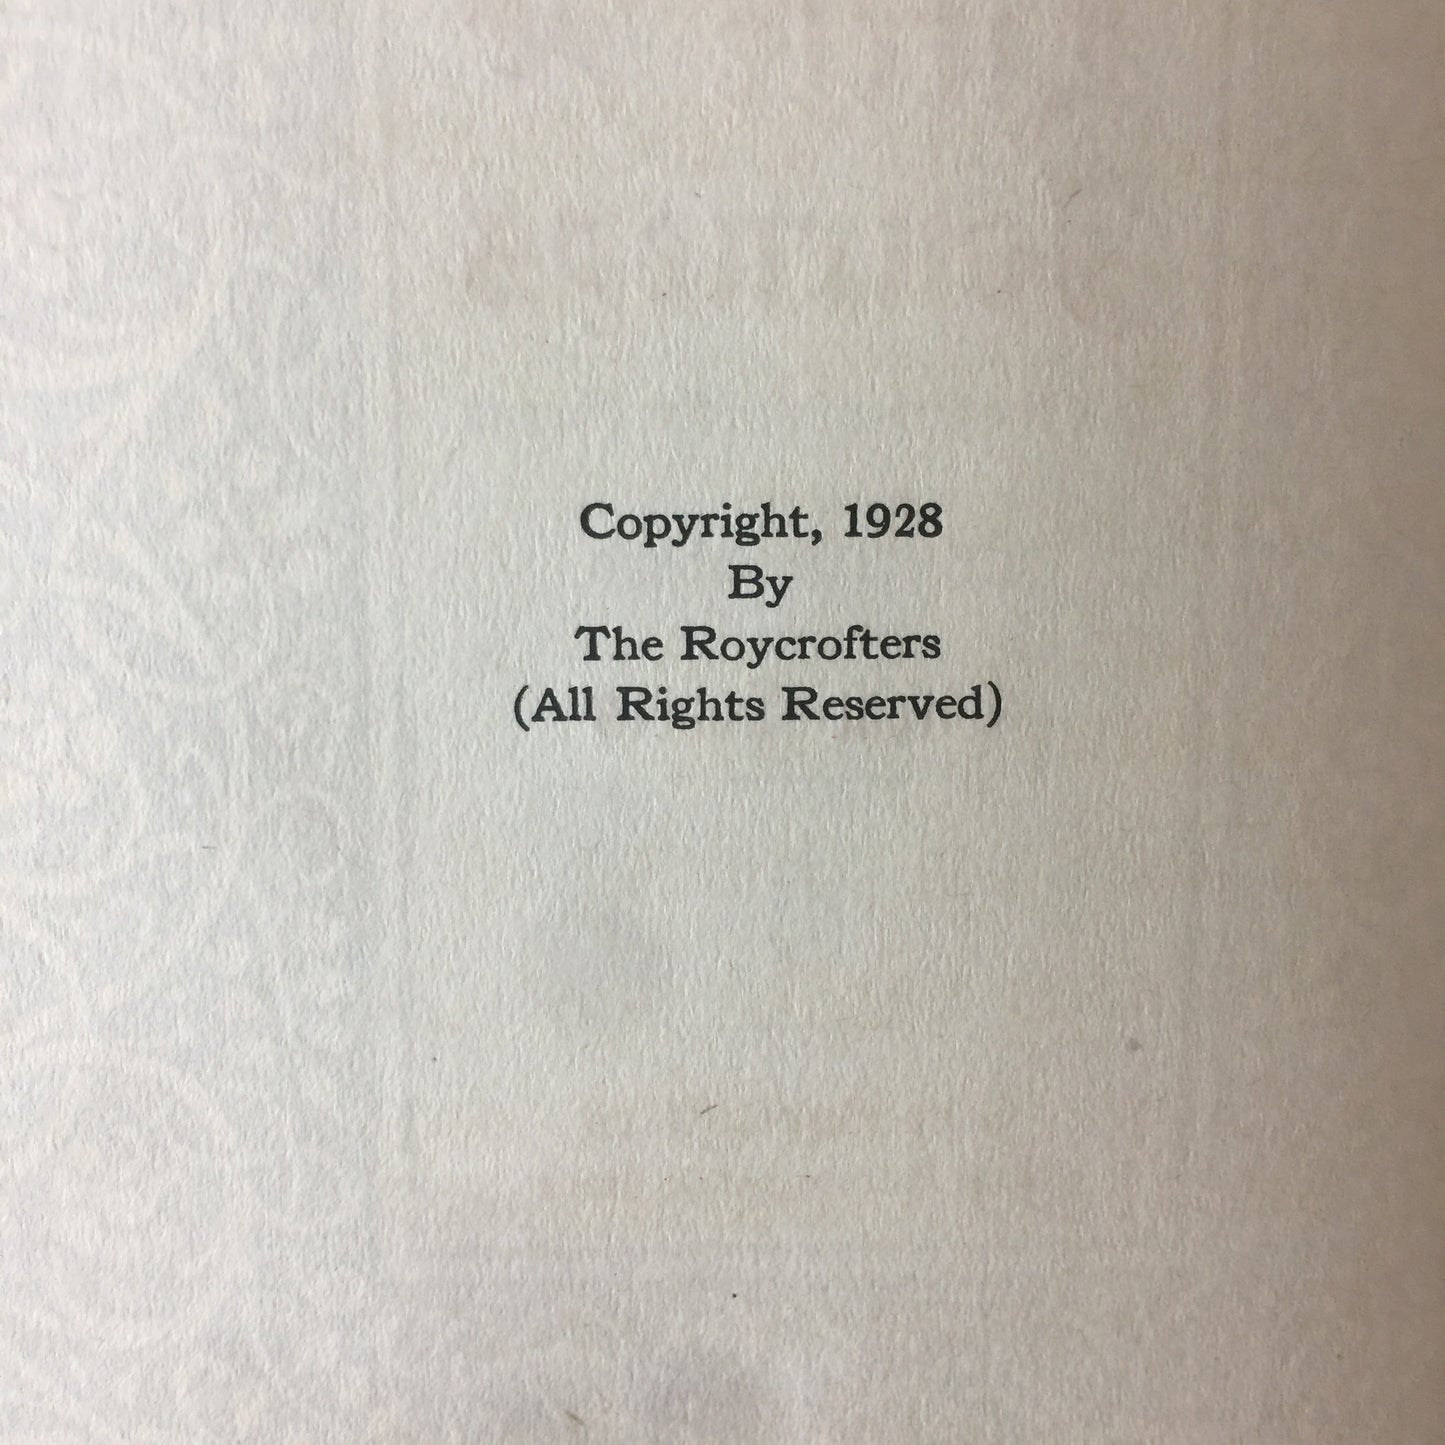 Copyright, 1928
By
The Roycrofters
(All Rights Reserved)